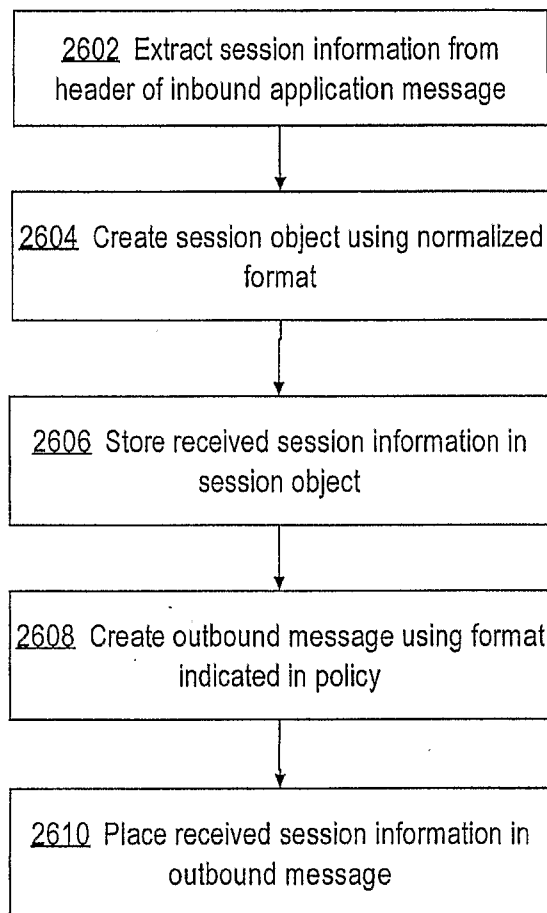 2602 Extract session information from
header of inbound application message
2604 Create session object using normalized
format
2606 Store received session information in
session object
2608 Create outbound message using format
indicated in policy
2610 Place received session information in
outbound message